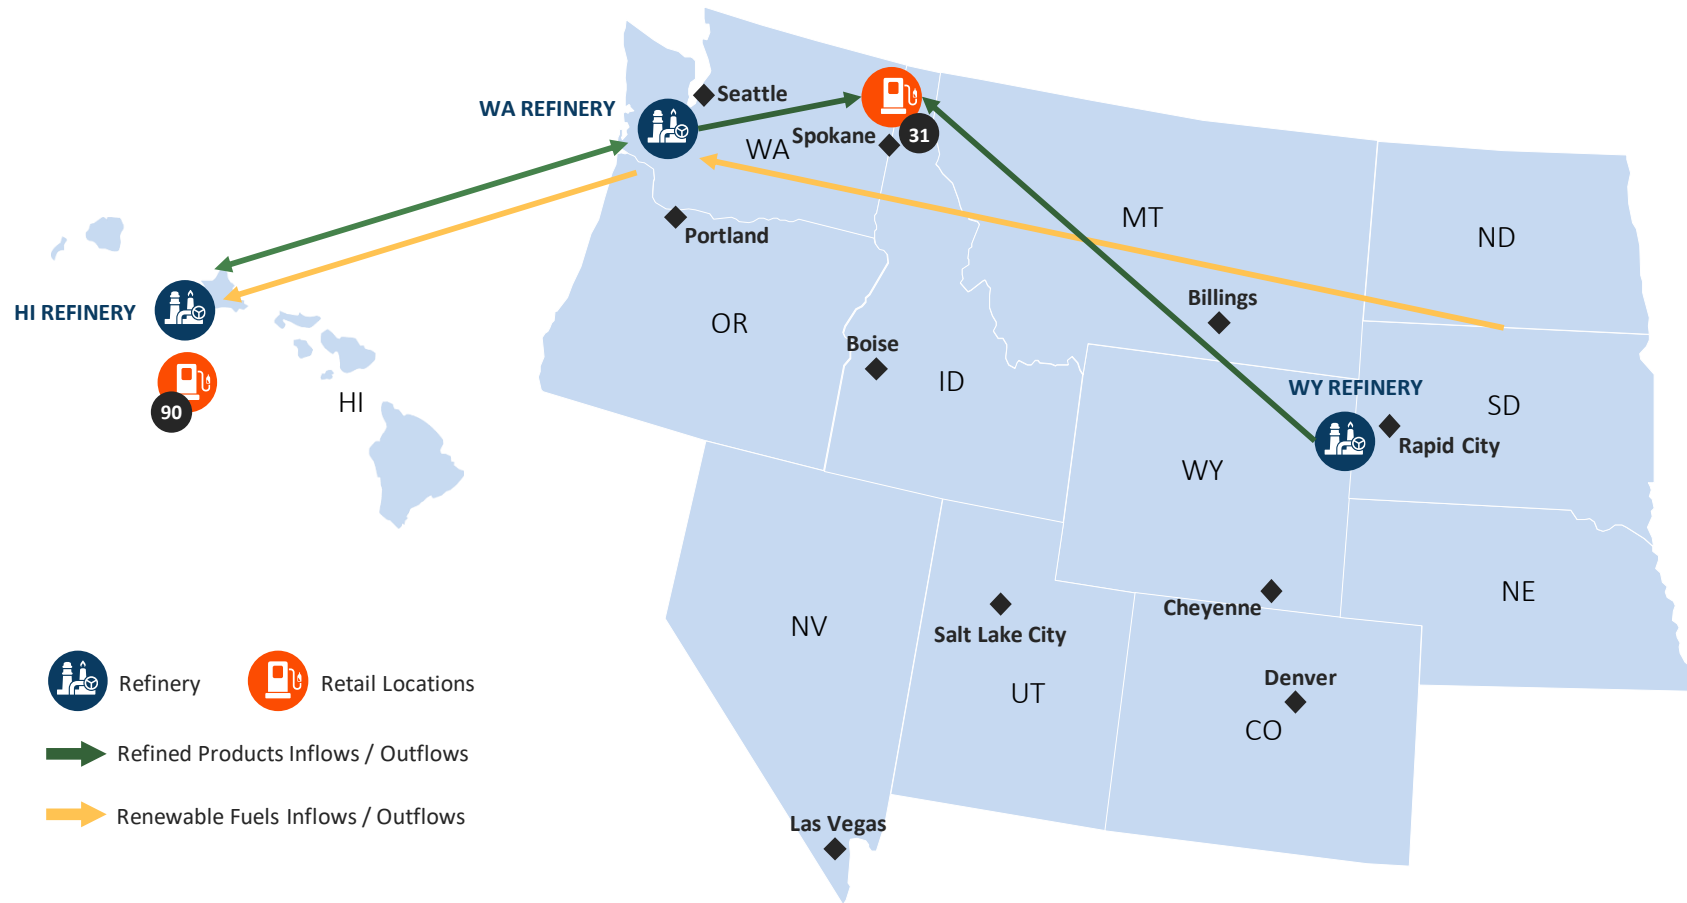 Seattle
WA REFINERY
Spokane
31
WA
MT
ND
Portland
HI REFINERY
Billings
OR
Boise
ID
WY REFINERY
90
HI
SD
Rapid City
WY
NE
Cheyenne
NV
Salt Lake City
Refinery
Retail Locations
UT
Denver
CO
Refined Products Inflows / Outflows
Renewable Fuels Inflows / Outflows
Las Vegas